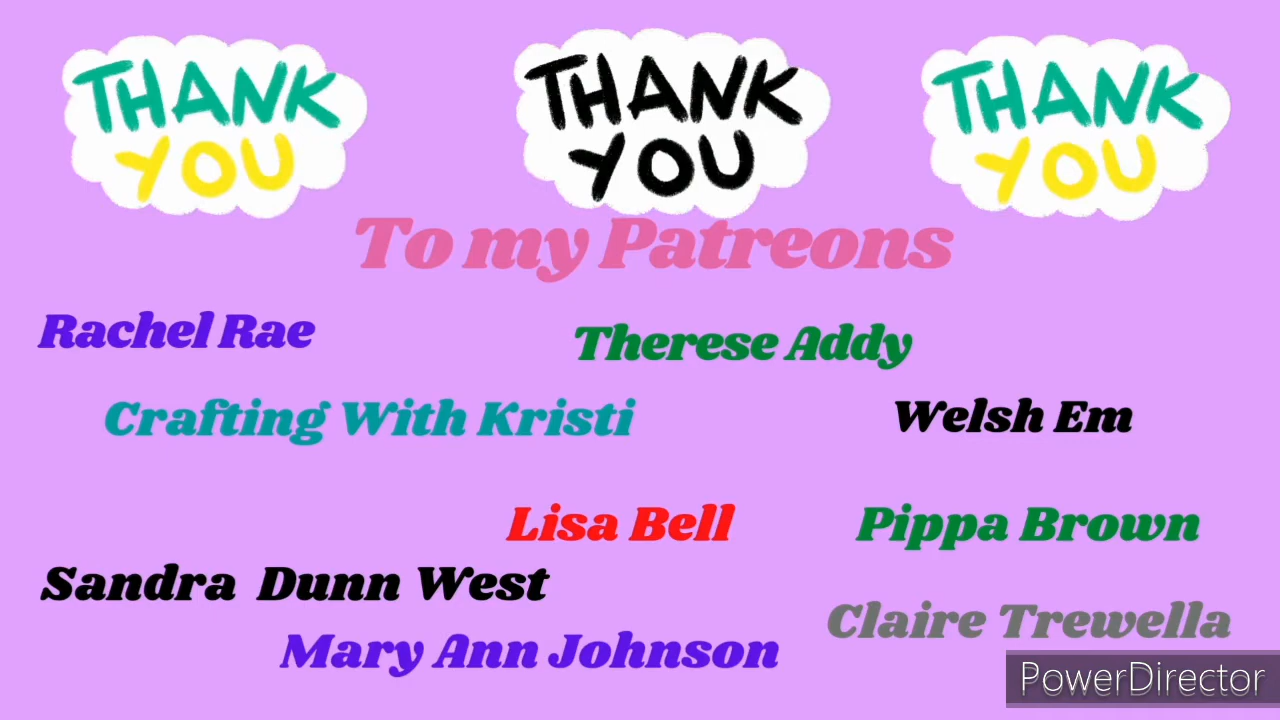 THANK YOU
THANK YOU
THANK YOU
To my Patreons
Rachel Rae
Therese Addy
Crafting With Kristi
Welsh Em
Lisa Bell
Pippa Brown
Sandra Dunn West
Claire Trewella
Mary Ann Johnson
PowerDirector